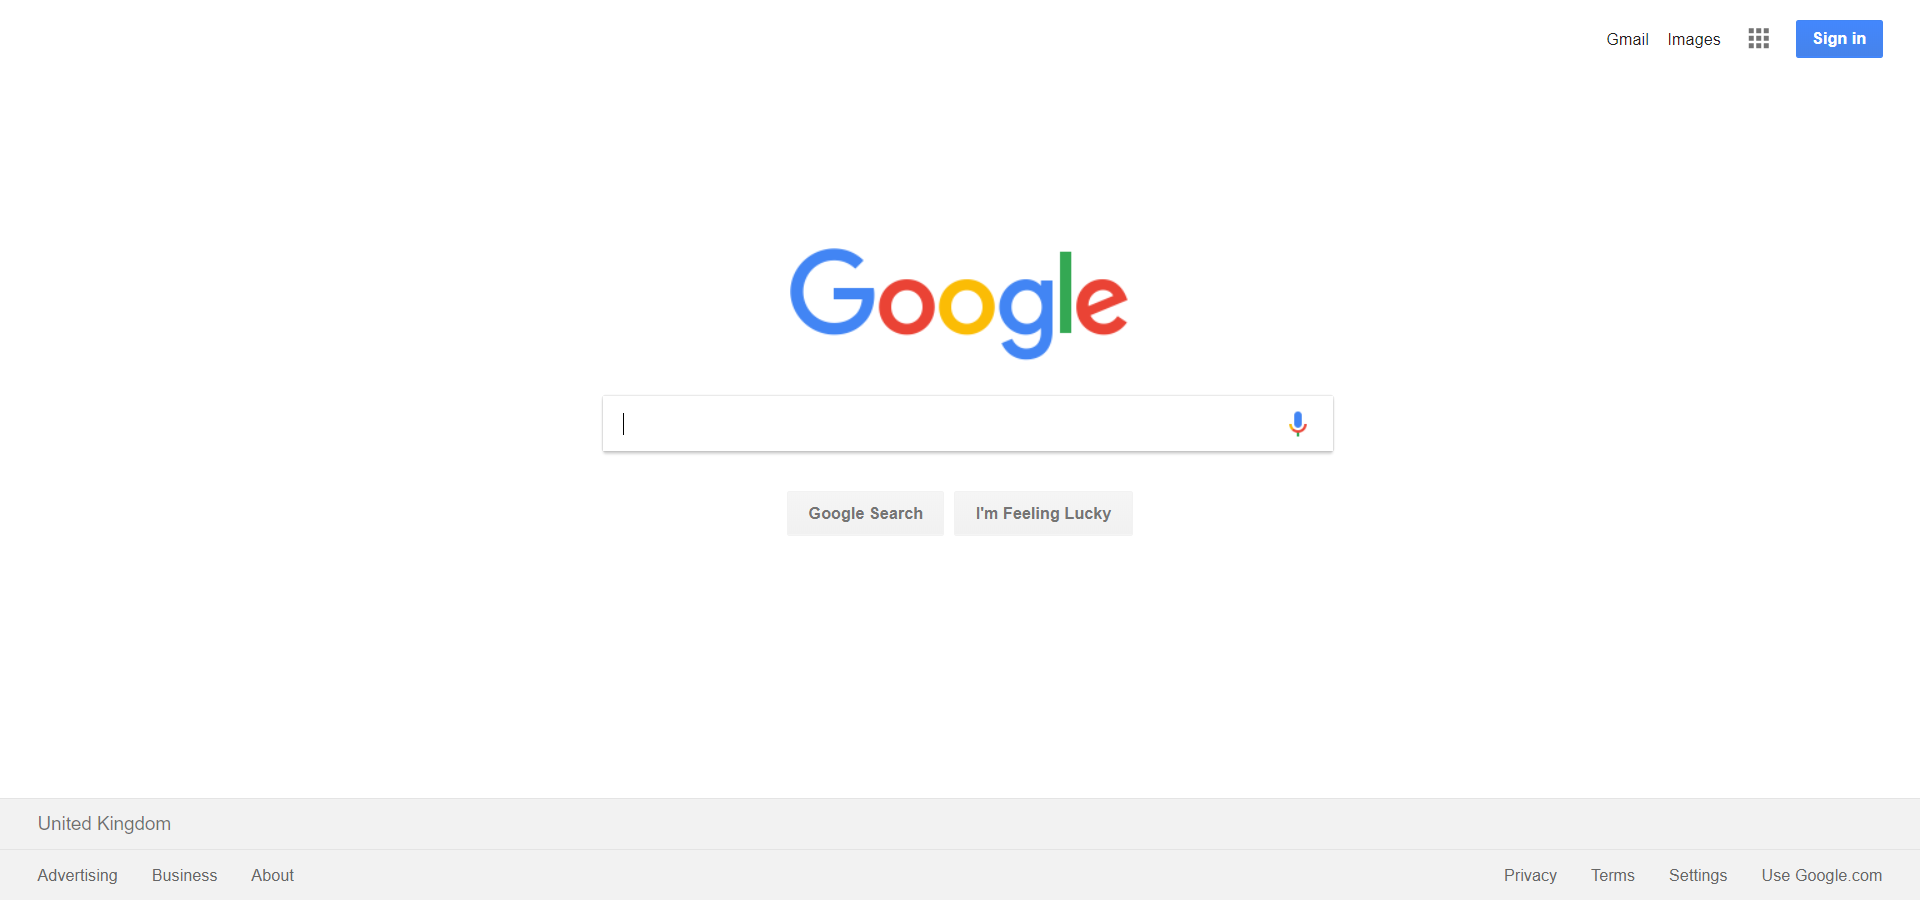 Gmail Images Sign in
Google
Google Search I'm Feeling Lucky
United Kingdom
Advertising Business About Privacy Terms Settings Use Google.com